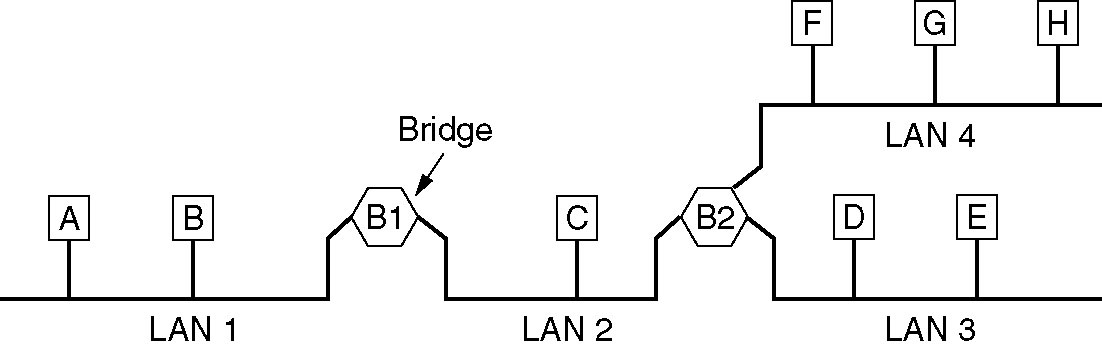 F G H
LAN 4
Bridge
A B B1 C B2 D E
LAN 1 LAN 2 LAN 3